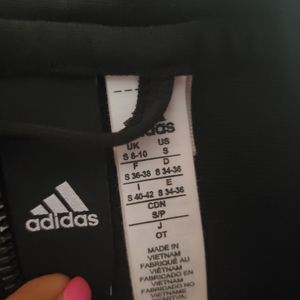 adidas
UK US
S 8-10 S
F D
S 36-38 S 34-36
I E
S 40-42 S 34-36
CDN
S/P
J
OT
MADE IN
VIETNAM
FABRIQUÉ AU
VIÊTNAM
FABRICADO EN
VIETNAM
adidas